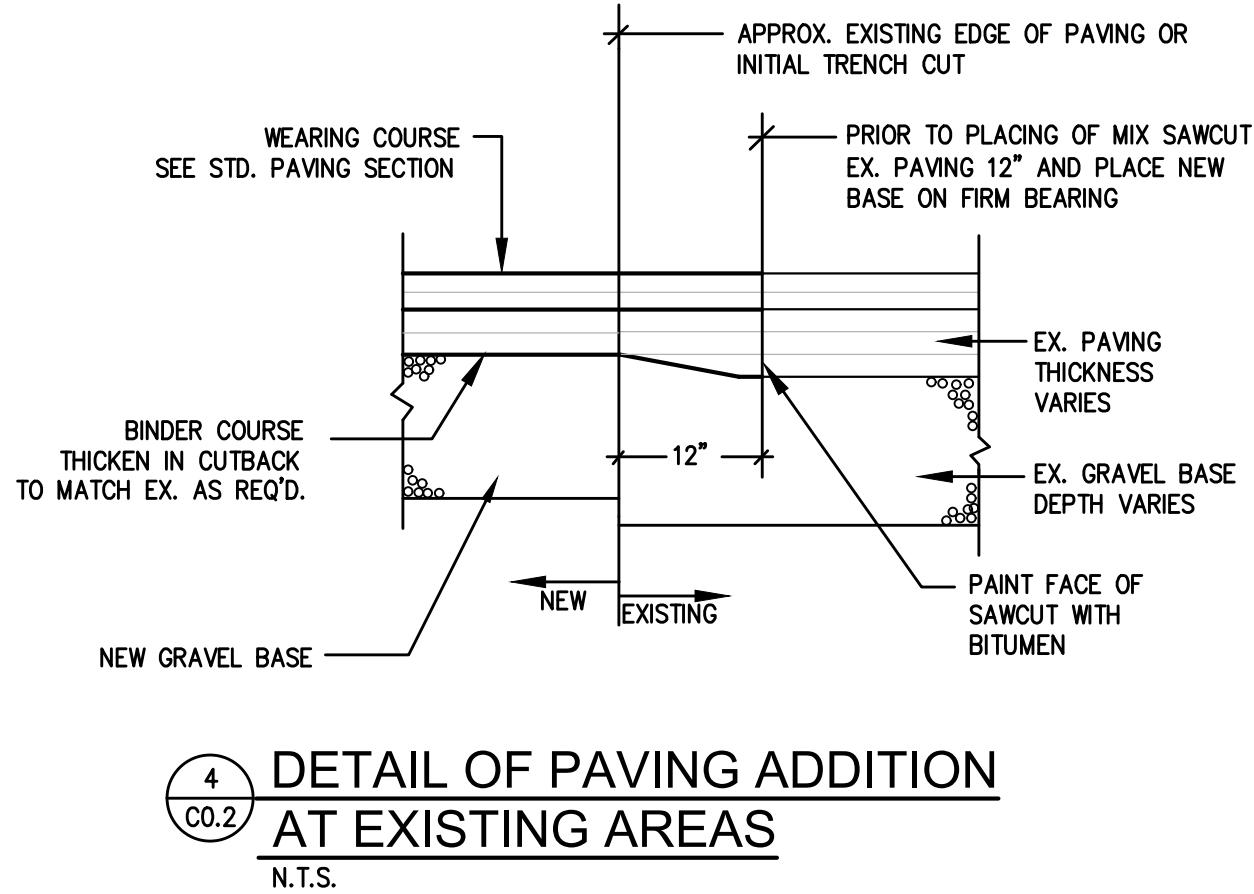 APPROX. EXISTING EDGE OF PAVING OR
INITIAL TRENCH CUT
WEARING COURSE
SEE STD. PAVING SECTION
PRIOR TO PLACING OF MIX SAWCUT
EX. PAVING 12" AND PLACE NEW
BASE ON FIRM BEARING
EX. PAVING
THICKNESS
VARIES
BINDER COURSE
THICKEN IN CUTBACK
TO MATCH EX. AS REQ'D.
12"
EX. GRAVEL BASE
DEPTH VARIES
NEW
EXISTING
PAINT FACE OF
SAWCUT WITH
BITUMEN
NEW GRAVEL BASE
4
C0.2
DETAIL OF PAVING ADDITION
AT EXISTING AREAS
N.T.S.